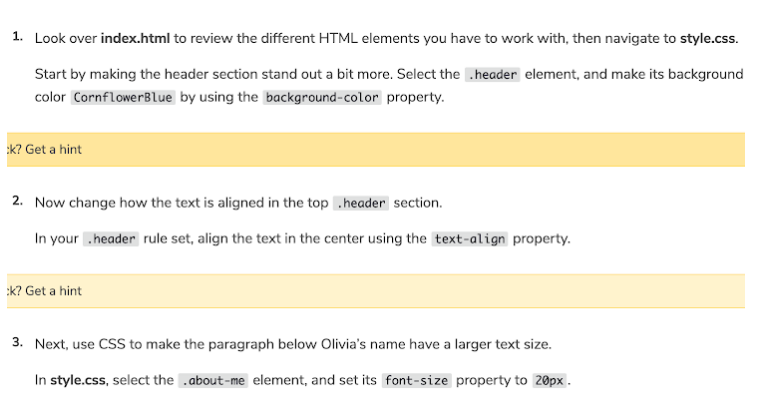 1. Look over index.html to review the different HTML elements you have to work with, then navigate to style.css.
Start by making the header section stand out a bit more. Select the .header element, and make its background
color CornflowerBlue by using the background-color property.
:k? Get a hint
2. Now change how the text is aligned in the top .header section.
In your .header rule set, align the text in the center using the text-align property.
:k? Get a hint
3. Next, use CSS to make the paragraph below Olivia's name have a larger text size.
In style.css, select the .about-me element, and set its font-size property to 20px.